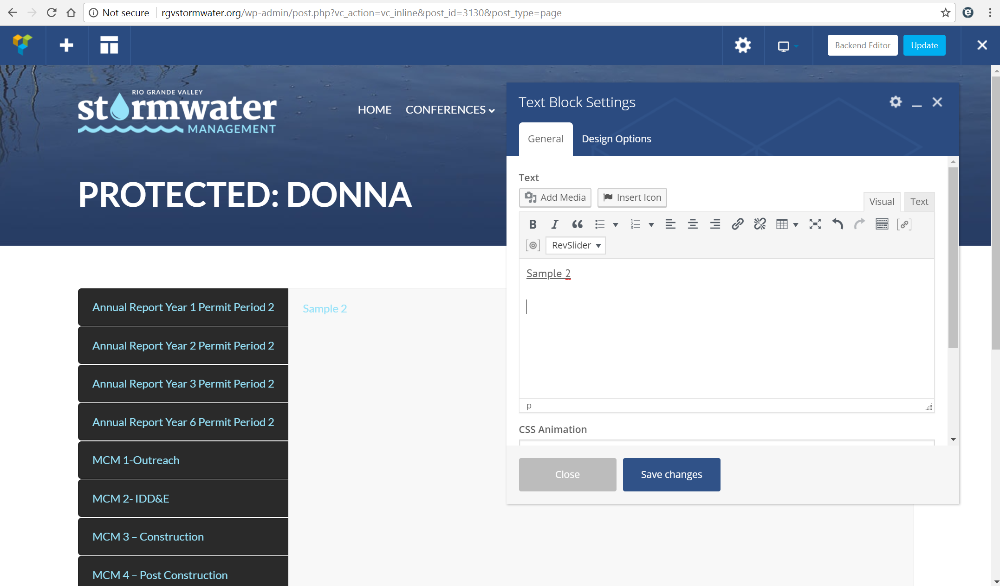 Not secure rgvstormwater.org/wp-admin/post.php?vc_action=vc_inline&post_id=3130&post_type=page
Backend Editor Update
RIO GRANDE VALLEY
stormwater
MANAGEMENT
HOME CONFERENCES
PROTECTED: DONNA
Text Block Settings
General Design Options
Text
Add Media Insert Icon
Visual Text
RevSlider
Sample 2
p
CSS Animation
Close Save changes
Annual Report Year 1 Permit Period 2
Annual Report Year 2 Permit Period 2
Annual Report Year 3 Permit Period 2
Annual Report Year 6 Permit Period 2
MCM 1-Outreach
MCM 2- IDD&E
MCM 3 – Construction
MCM 4 – Post Construction
Sample 2